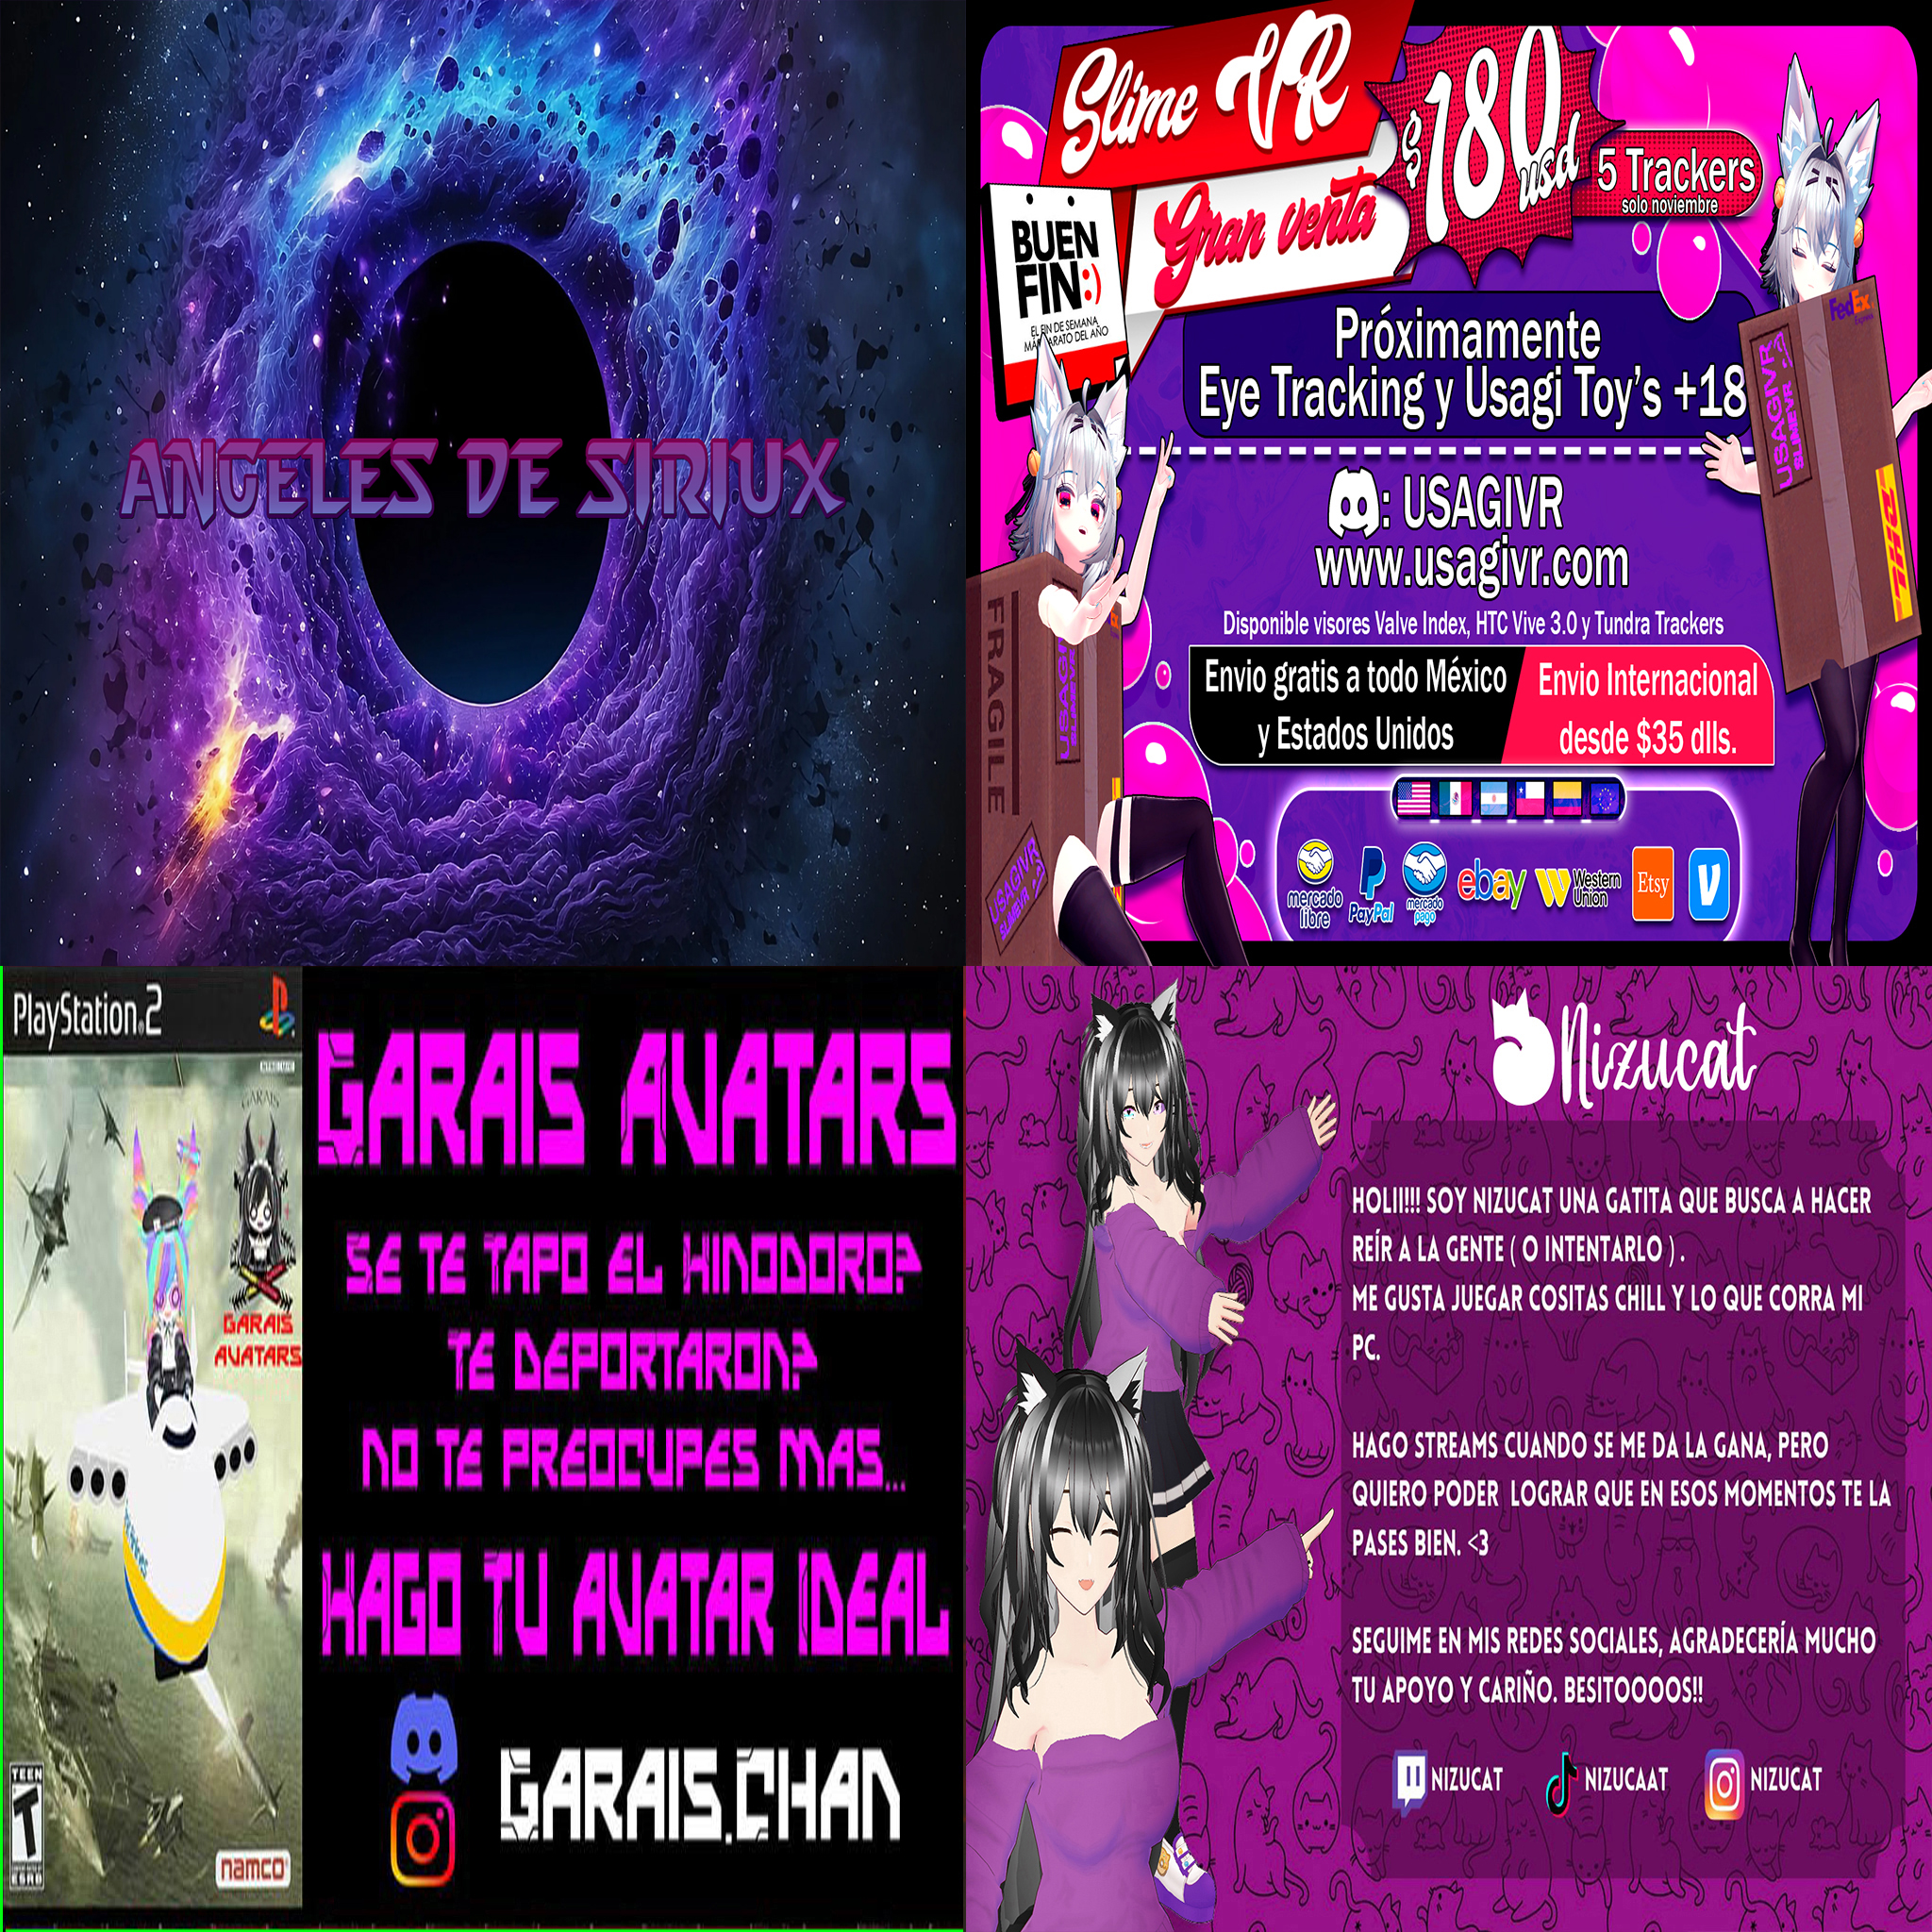 ANGELES DE SIRIUX
Slime VR
$180 usd
5 Trackers
solo noviembre
Gran venta
BUEN
FIN:)
EL FIN DE SEMANA
Próximamente
Eye Tracking y Usagi Toy's +18
: USAGIVR
www.usagivr.com
Disponible visores Valve Index, HTC Vive 3.0 y Tundra Trackers
Envio gratis a todo México
y Estados Unidos
Envio Internacional
desde $35 dlls.
mercado
libre
PayPal
mercado
pago
ebay
Western
Union
Etsy
FedEx
Express
USAGIVR
SLIMEVR
DHL
FRAGILE
USAGIVR
SLIMEVR
PlayStation.2
GARAIS
GARAIS
AVATARS
TEEN
T
ESRB
namco
GARAIS AVATARS
SE TE TAPO EL HINODORO?
TE DEPORTARON?
NO TE PREOCUPES MAS...
HAGO TU AVATAR IDEAL
GARAIS.CHAN
Nizucat
HOLII!!! SOY NIZUCAT UNA GATITA QUE BUSCA A HACER
REÍR A LA GENTE ( O INTENTARLO ) .
ME GUSTA JUEGAR COSITAS CHILL Y LO QUE CORRA MI
PC.
HAGO STREAMS CUANDO SE ME DA LA GANA, PERO
QUIERO PODER LOGRAR QUE EN ESOS MOMENTOS TE LA
PASES BIEN. <3
SEGUIME EN MIS REDES SOCIALES, AGRADECERÍA MUCHO
TU APOYO Y CARIÑO. BESITOOOOS!!
NIZUCAT
NIZUCAAT
NIZUCAT